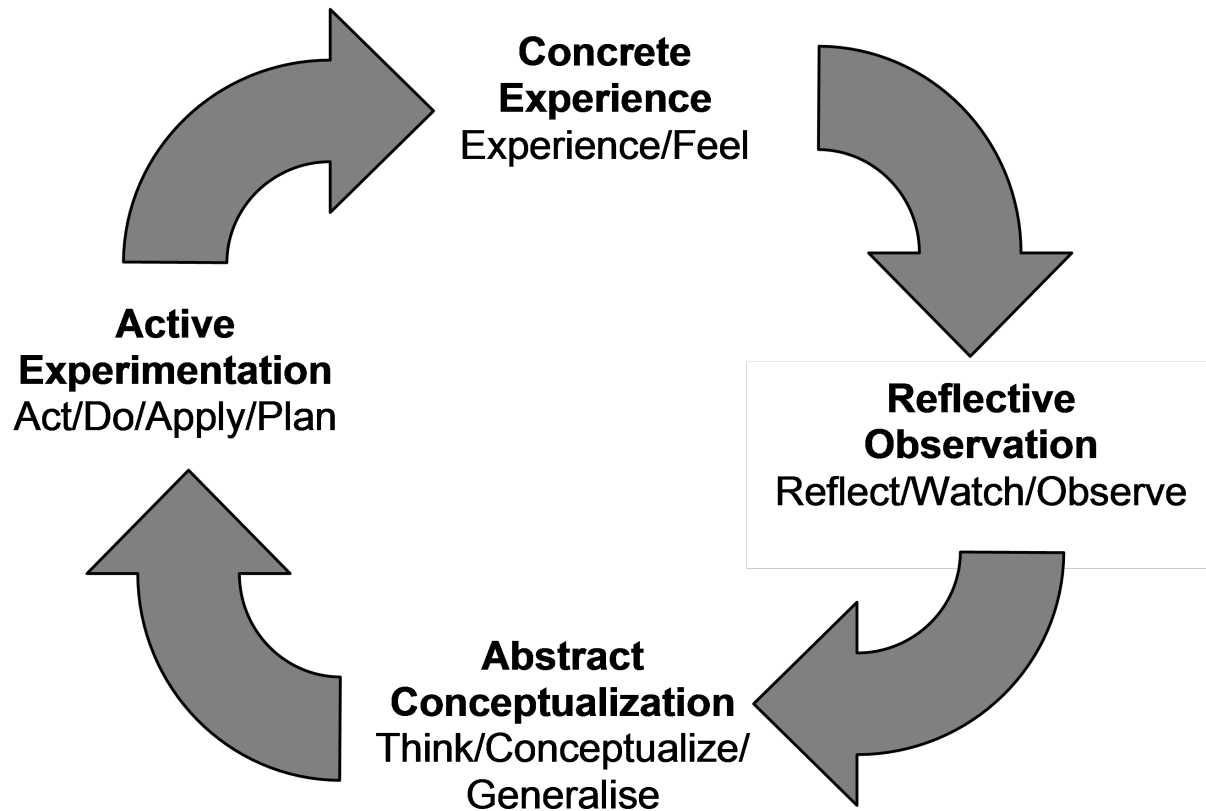 Concrete
Experience
Experience/Feel
Reflective
Observation
Reflect/Watch/Observe
Abstract
Conceptualization
Think/Conceptualize/
Generalise
Active
Experimentation
Act/Do/Apply/Plan